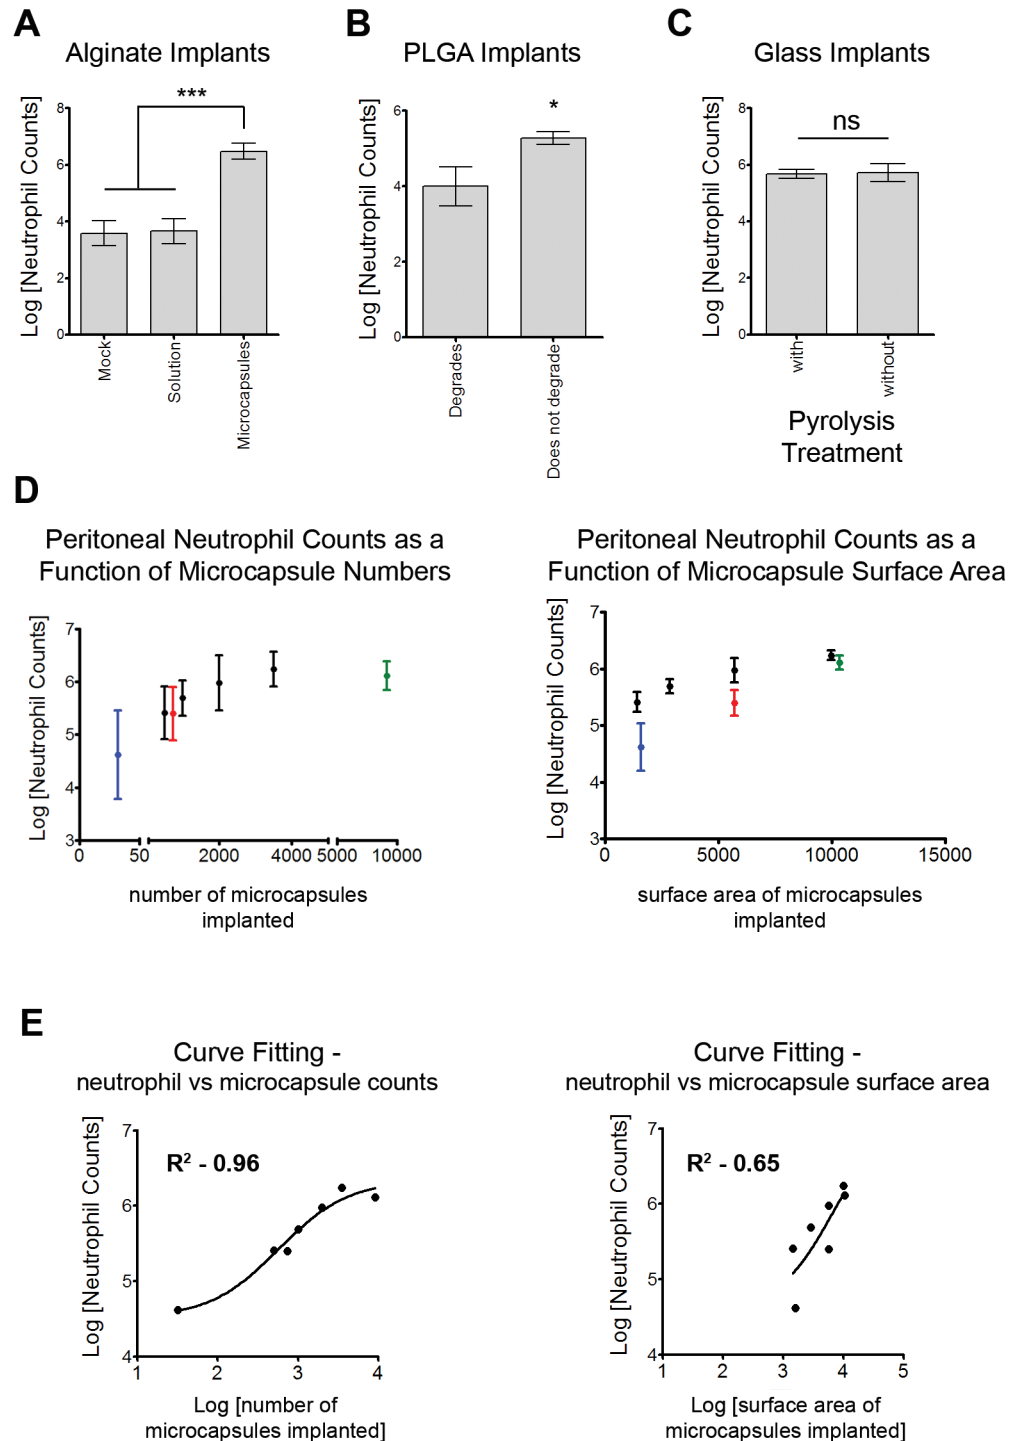 A
Alginate Implants
Log [Neutrophil Counts]
8
6
4
2
0
***
Mock
Solution
Microcapsules
B
PLGA Implants
Log [Neutrophil Counts]
6
4
2
0
*
Degrades
Does not degrade
C
Glass Implants
Log [Neutrophil Counts]
8
6
4
2
0
ns
with
without
Pyrolysis
Treatment
D
Peritoneal Neutrophil Counts as a
Function of Microcapsule Numbers
Log [Neutrophil Counts]
7
6
5
4
3
0 50 2000 4000 5000 10000
number of microcapsules
implanted
Peritoneal Neutrophil Counts as a
Function of Microcapsule Surface Area
Log [Neutrophil Counts]
7
6
5
4
3
0 5000 10000 15000
surface area of microcapsules
implanted
E
Curve Fitting -
neutrophil vs microcapsule counts
Log [Neutrophil Counts]
7
6
5
4
R² - 0.96
1 2 3 4
Log [number of
microcapsules implanted]
Curve Fitting -
neutrophil vs microcapsule surface area
Log [Neutrophil Counts]
7
6
5
4
R² - 0.65
1 2 3 4 5
Log [surface area of
microcapsules implanted]